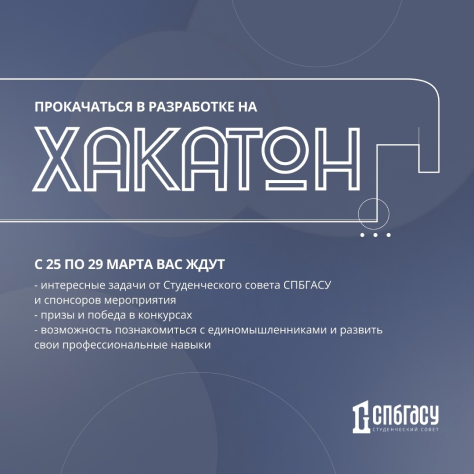 ПРОКАЧАТЬСЯ В РАЗРАБОТКЕ НА
ХАКАТОН
С 25 ПО 29 МАРТА ВАС ЖДУТ
- интересные задачи от Студенческого совета СПБГАСУ
и спонсоров мероприятия
- призы и победа в конкурсах
- возможность познакомиться с единомышленниками и развить
свои профессиональные навыки
СПбГАСУ
СТУДЕНЧЕСКИЙ СОВЕТ